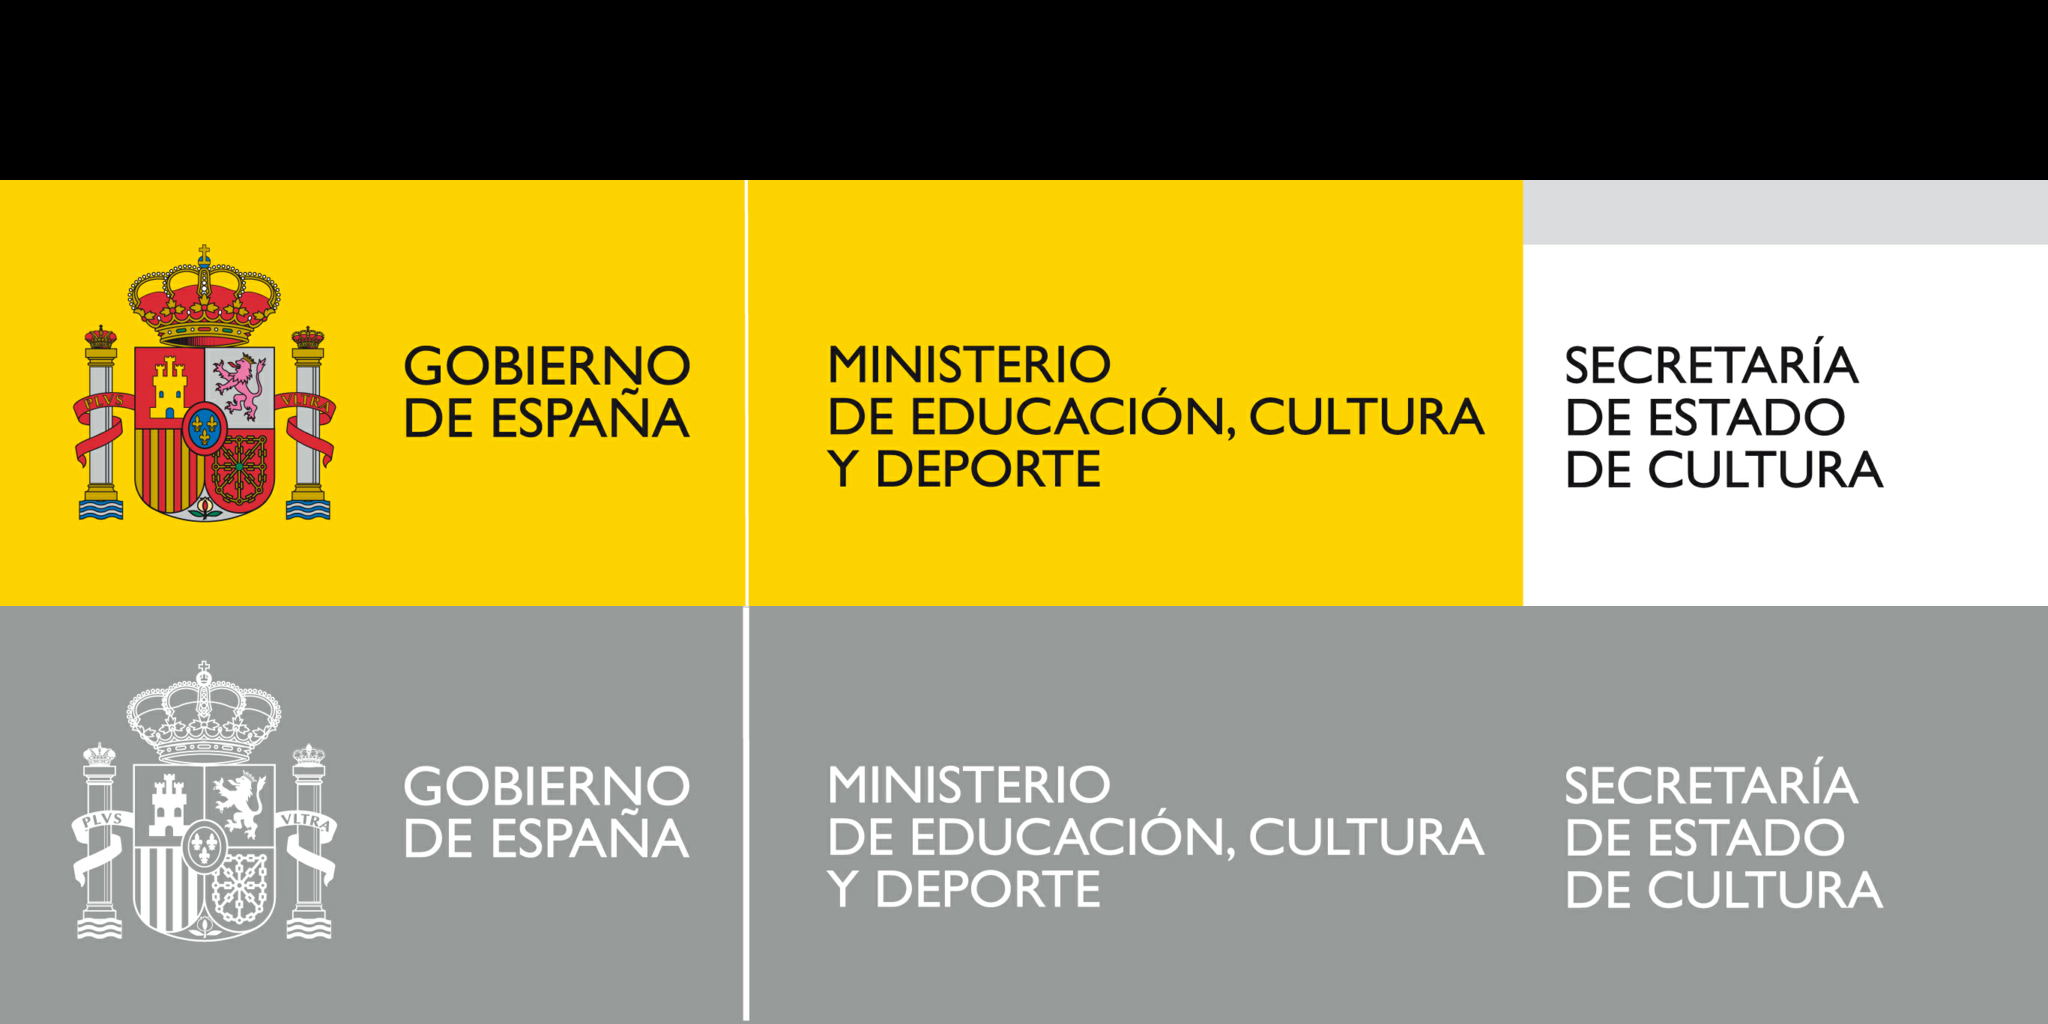 GOBIERNO
DE ESPAÑA
MINISTERIO
DE EDUCACIÓN, CULTURA
Y DEPORTE
SECRETARÍA
DE ESTADO
DE CULTURA
PLVS VLTRA
GOBIERNO
DE ESPAÑA
MINISTERIO
DE EDUCACIÓN, CULTURA
Y DEPORTE
SECRETARÍA
DE ESTADO
DE CULTURA
PLVS VLTRA